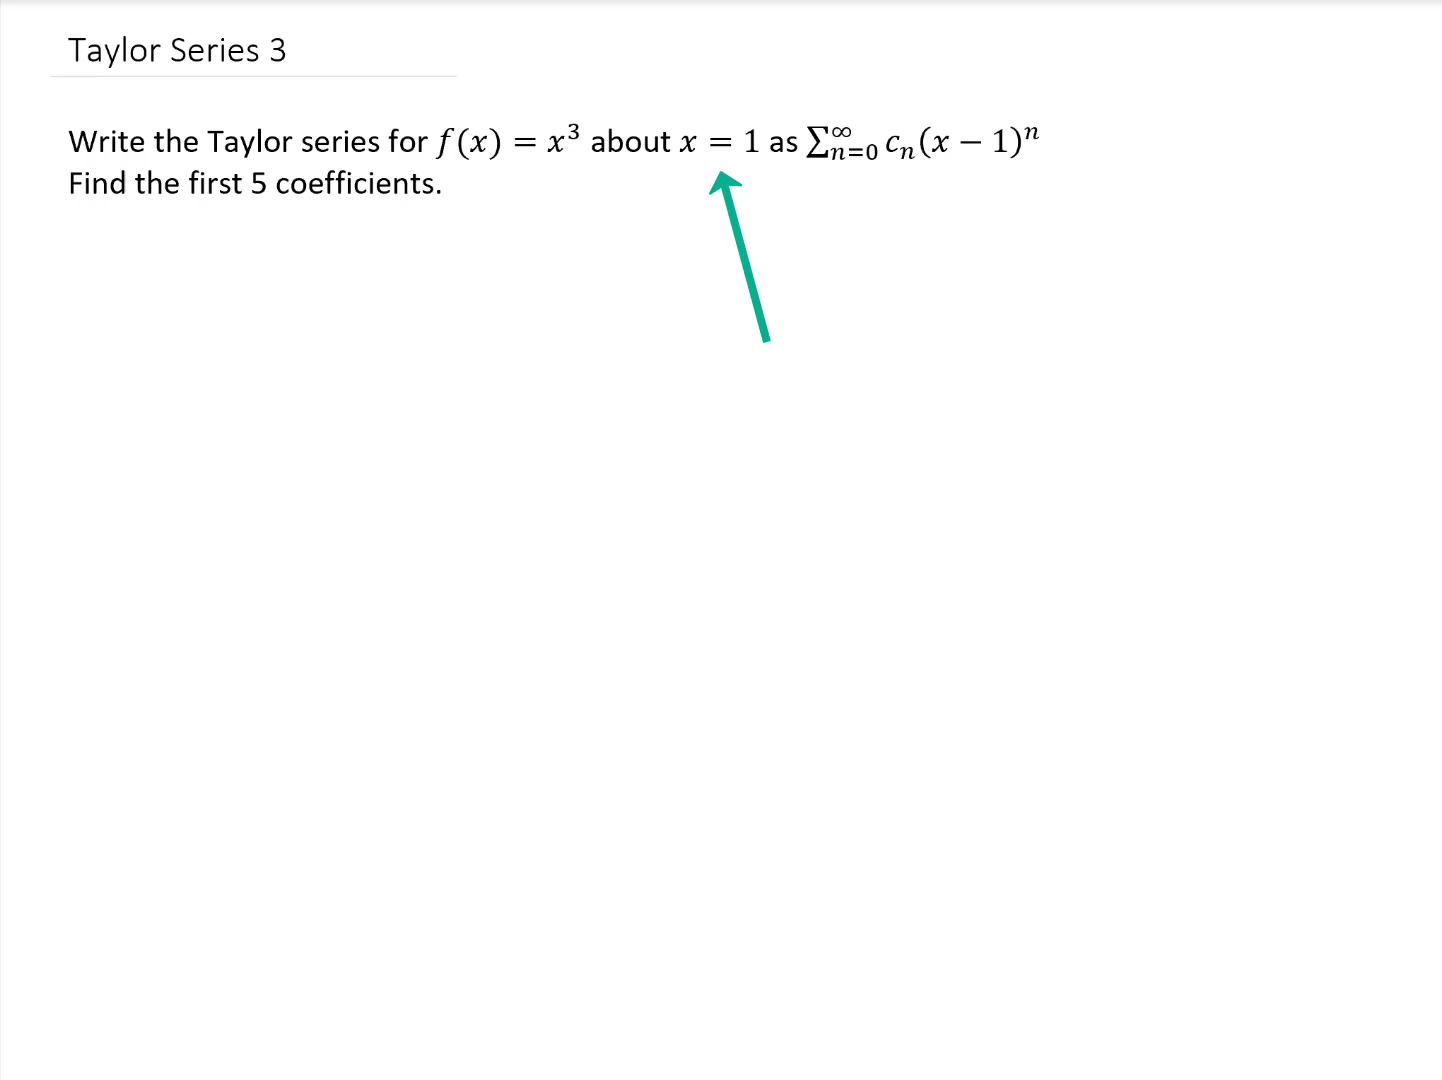 Taylor Series 3
Write the Taylor series for f(x) = x³ about x = 1 as ∑_{n=0}^{∞} cₙ(x − 1)ⁿ
Find the first 5 coefficients.